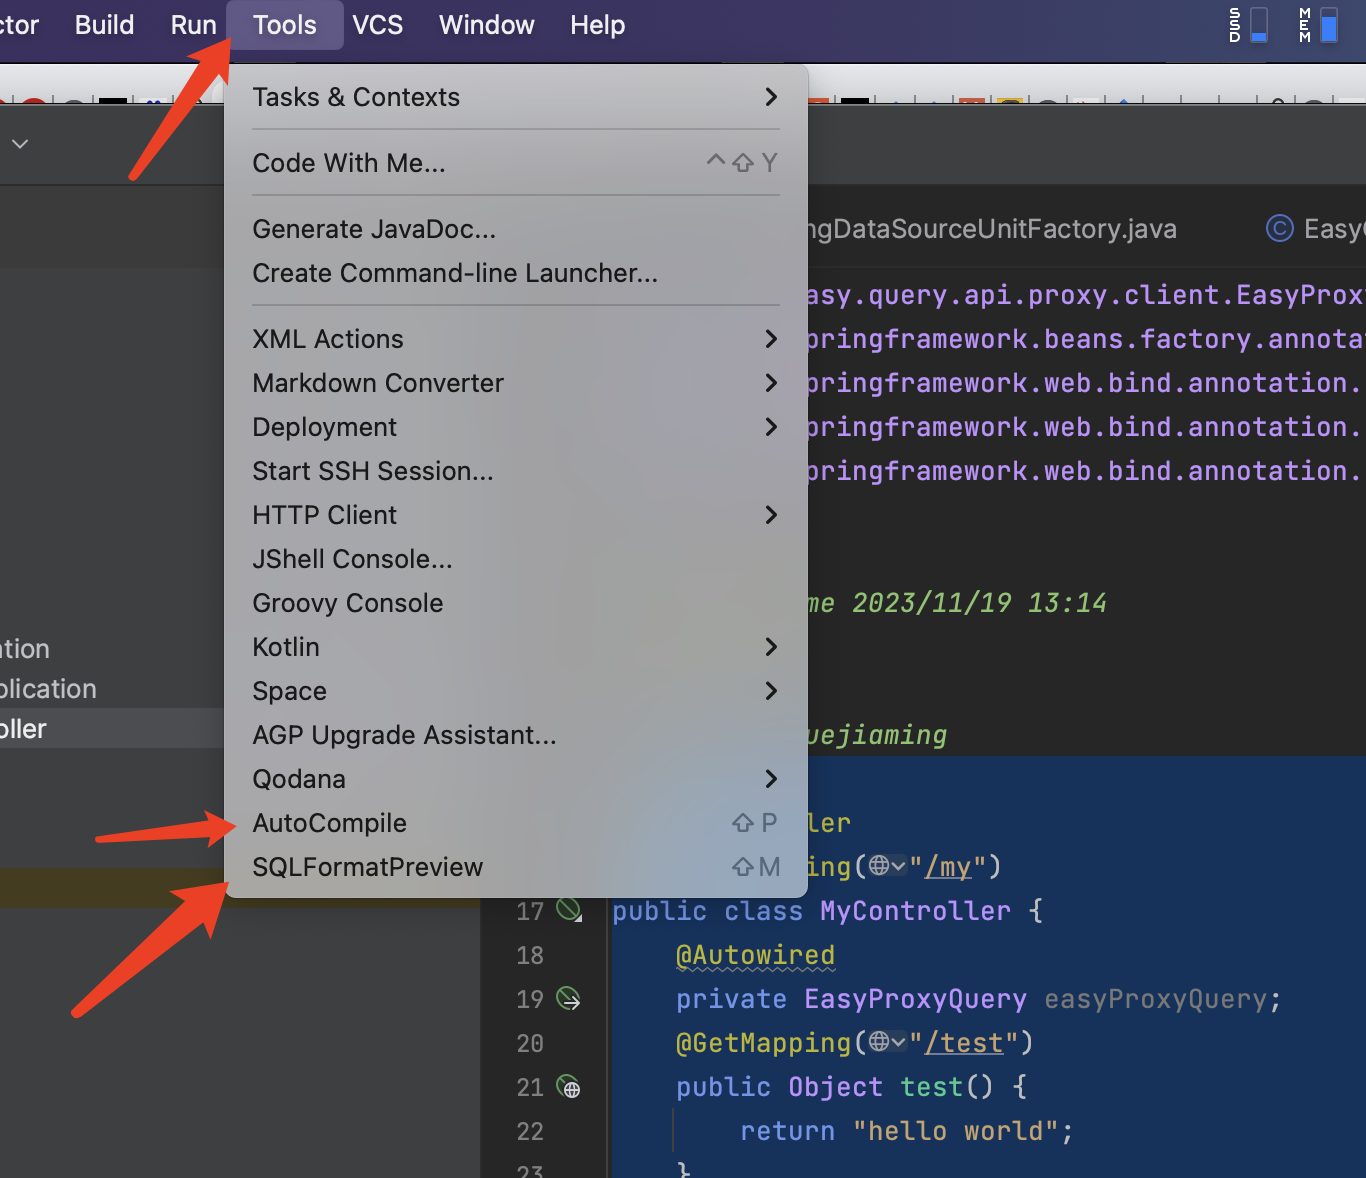 ctor Build Run Tools VCS Window Help SSD MEM
Tasks & Contexts
Code With Me... ^⇧Y
Generate JavaDoc...
Create Command-line Launcher...
XML Actions
Markdown Converter
Deployment
Start SSH Session...
HTTP Client
JShell Console...
Groovy Console
Kotlin
Space
AGP Upgrade Assistant...
Qodana
AutoCompile ⇧P
SQLFormatPreview ⇧M
ation
plication
oller
ngDataSourceUnitFactory.java Easy
asy.query.api.proxy.client.EasyProx
pringframework.beans.factory.annota
pringframework.web.bind.annotation.
pringframework.web.bind.annotation.
pringframework.web.bind.annotation.
me 2023/11/19 13:14
uejiaming
ler
ing("/my")
17 public class MyController {
18 @Autowired
19 private EasyProxyQuery easyProxyQuery;
20 @GetMapping("/test")
21 public Object test() {
22 return "hello world";
23 }